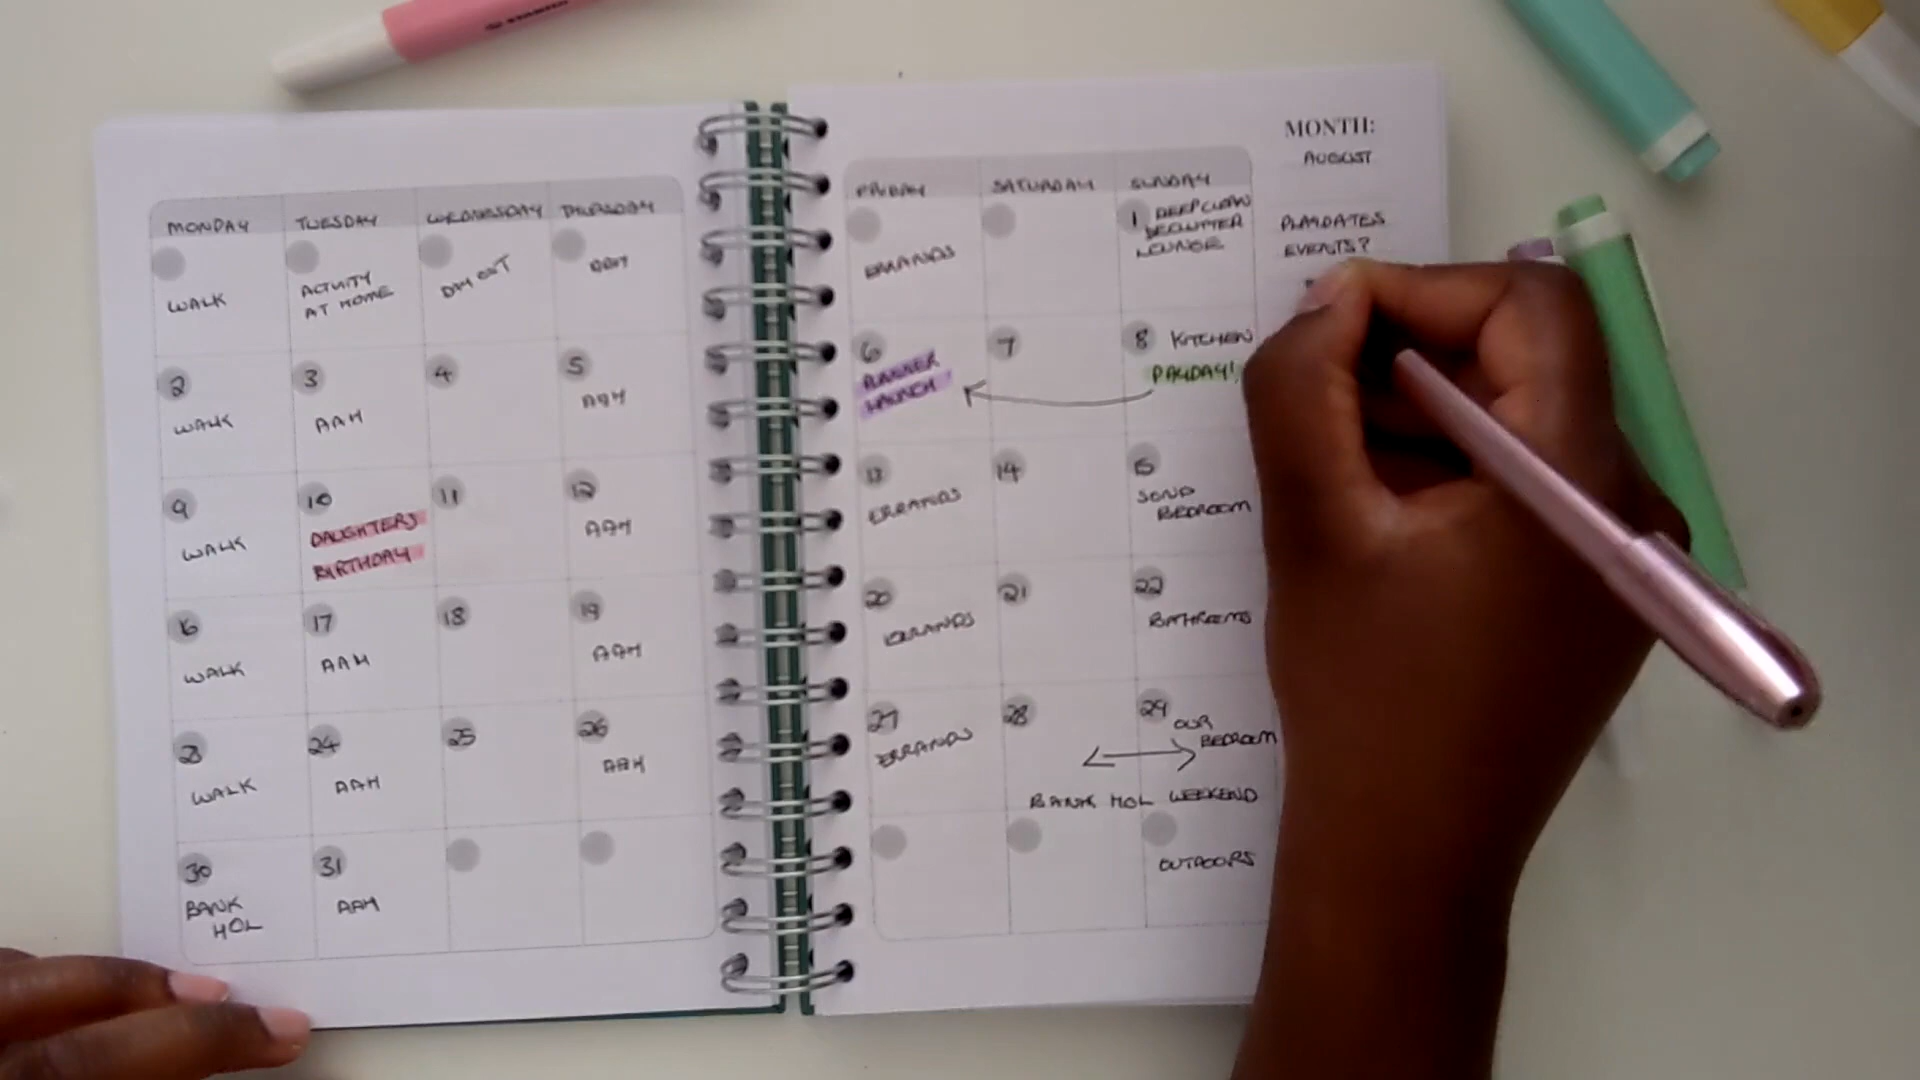 MONTH:
AUGUST
PLAYDATES
EVENTS?
MONDAY TUESDAY WEDNESDAY THURSDAY FRIDAY SATURDAY SUNDAY
WALK
ACTIVITY
AT HOME
DAY OUT
ERRANDS
1 DEEP CLEAN
DECLUTTER
LOUNGE
2
WALK
3
AAH
4
5
AAH
6
PLANNER
LAUNCH
7
8 KITCHEN
PAYDAY!
9
WALK
10
DAUGHTERS
BIRTHDAY
11
12
AAH
13
ERRANDS
14
15
SONS
BEDROOM
16
WALK
17
AAH
18
19
AAH
20
ERRANDS
21
22
BATHROOMS
23
WALK
24
AAH
25
26
AAH
27
ERRANDS
28
29 OUR
BEDROOM
BANK HOL WEEKEND
30
BANK
HOL
31
AAH
OUTDOORS